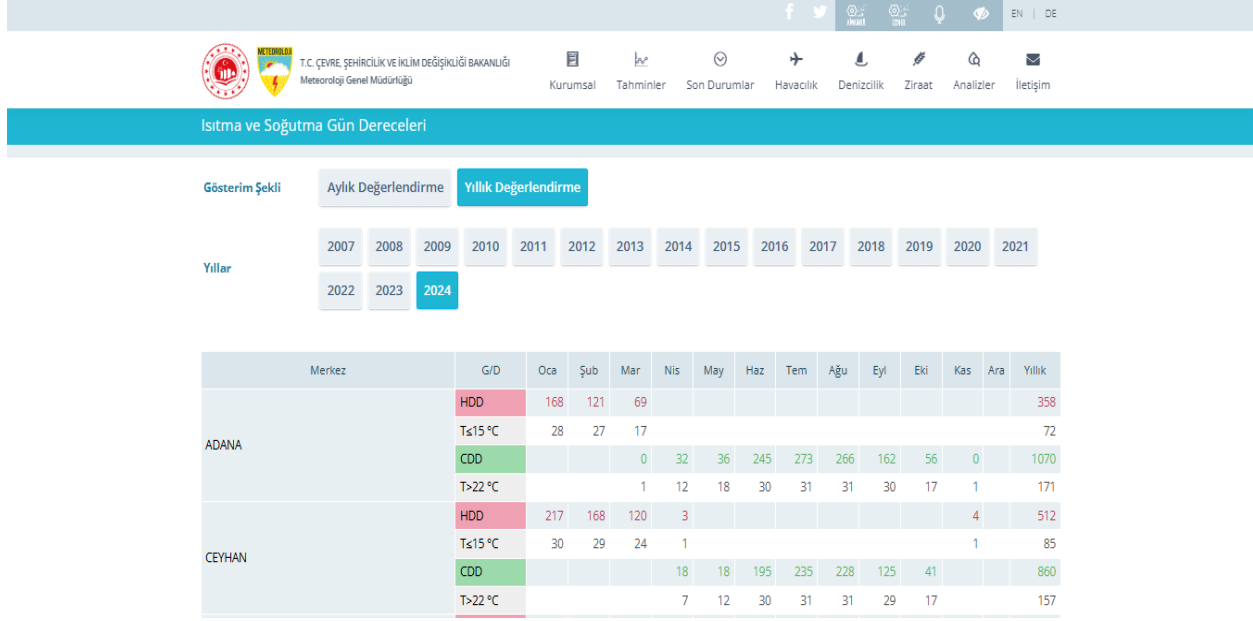 ANKARA İZMİR EN | DE
METEOROLOJİ
T.C. ÇEVRE, ŞEHİRCİLİK VE İKLİM DEĞİŞİKLİĞİ BAKANLIĞI
Meteoroloji Genel Müdürlüğü
Kurumsal Tahminler Son Durumlar Havacılık Denizcilik Ziraat Analizler İletişim
Isıtma ve Soğutma Gün Dereceleri
Gösterim Şekli Aylık Değerlendirme Yıllık Değerlendirme
Yıllar
2007 2008 2009 2010 2011 2012 2013 2014 2015 2016 2017 2018 2019 2020 2021
2022 2023 2024
Merkez G/D Oca Şub Mar Nis May Haz Tem Ağu Eyl Eki Kas Ara Yıllık
ADANA
HDD 168 121 69 358
T≤15 °C 28 27 17 72
CDD 0 32 36 245 273 266 162 56 0 1070
T>22 °C 1 12 18 30 31 31 30 17 1 171
CEYHAN
HDD 217 168 120 3 4 512
T≤15 °C 30 29 24 1 1 85
CDD 18 18 195 235 228 125 41 860
T>22 °C 7 12 30 31 31 29 17 157